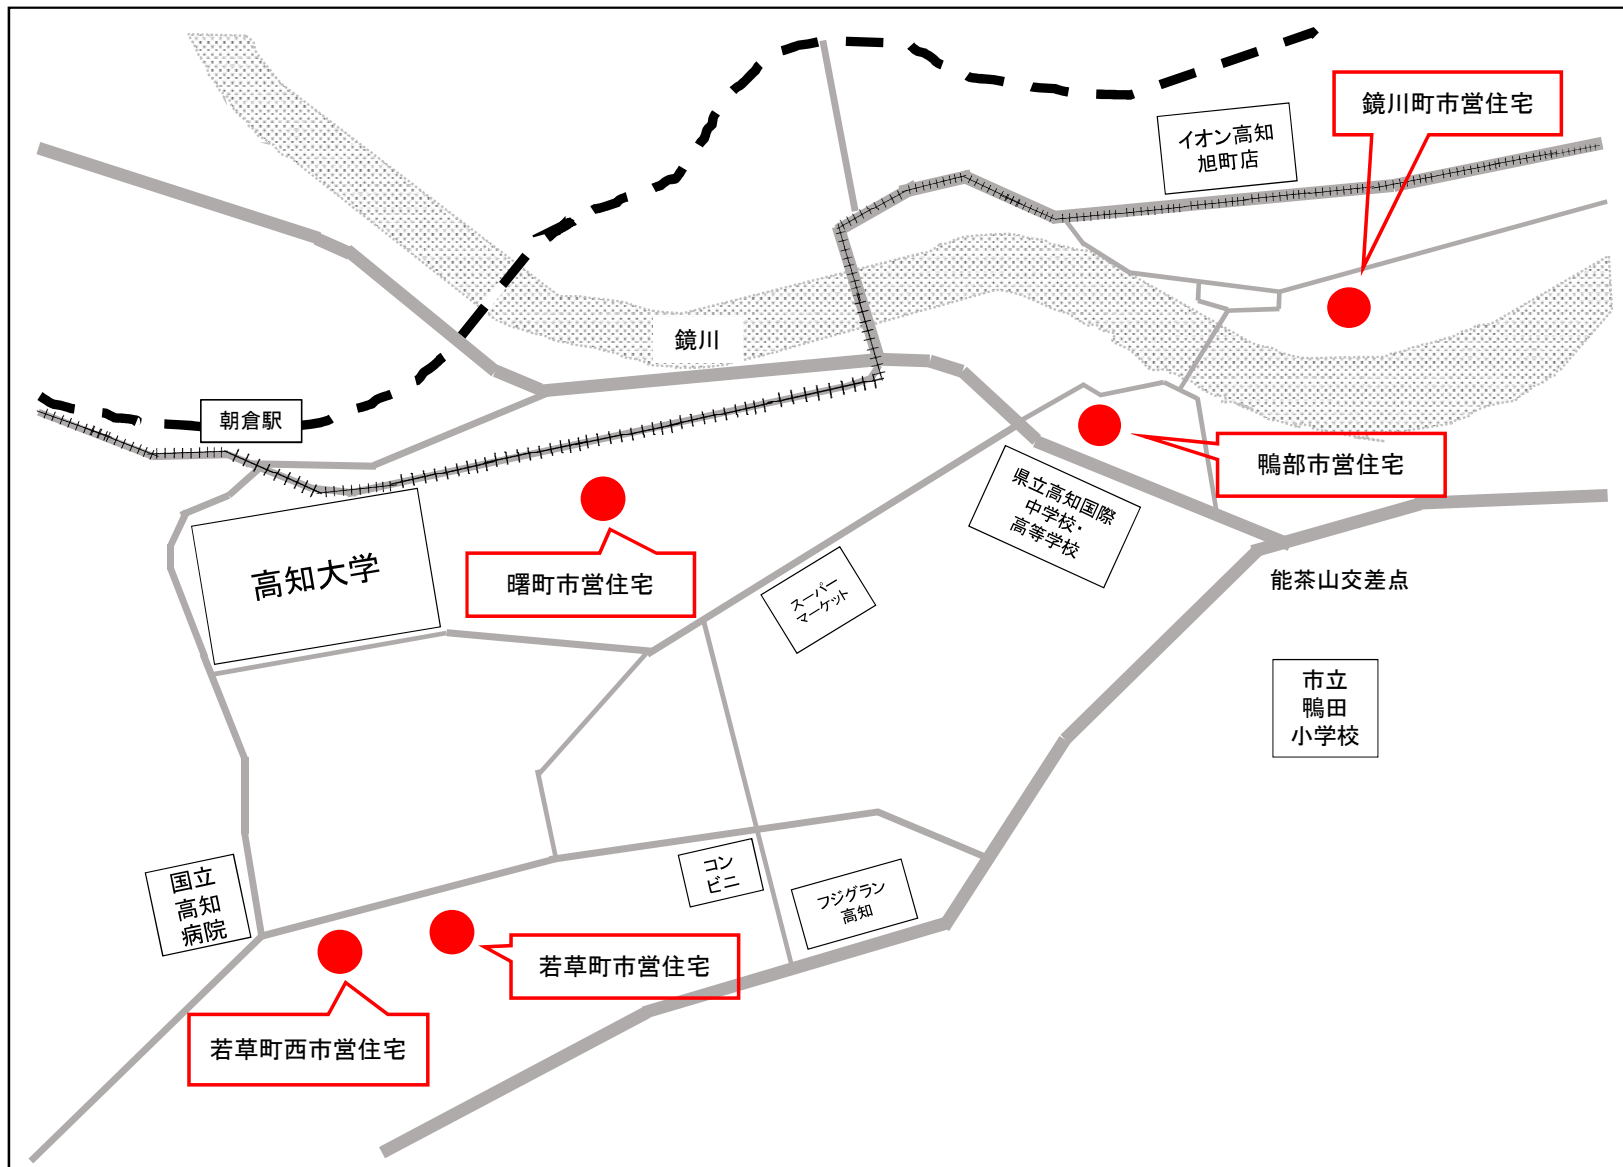 鏡川町市営住宅
イオン高知
旭町店
鏡川
朝倉駅
鴨部市営住宅
県立高知国際
中学校・
高等学校
高知大学
曙町市営住宅
スーパー
マーケット
能茶山交差点
市立
鴨田
小学校
コン
ビニ
フジグラン
高知
国立
高知
病院
若草町市営住宅
若草町西市営住宅